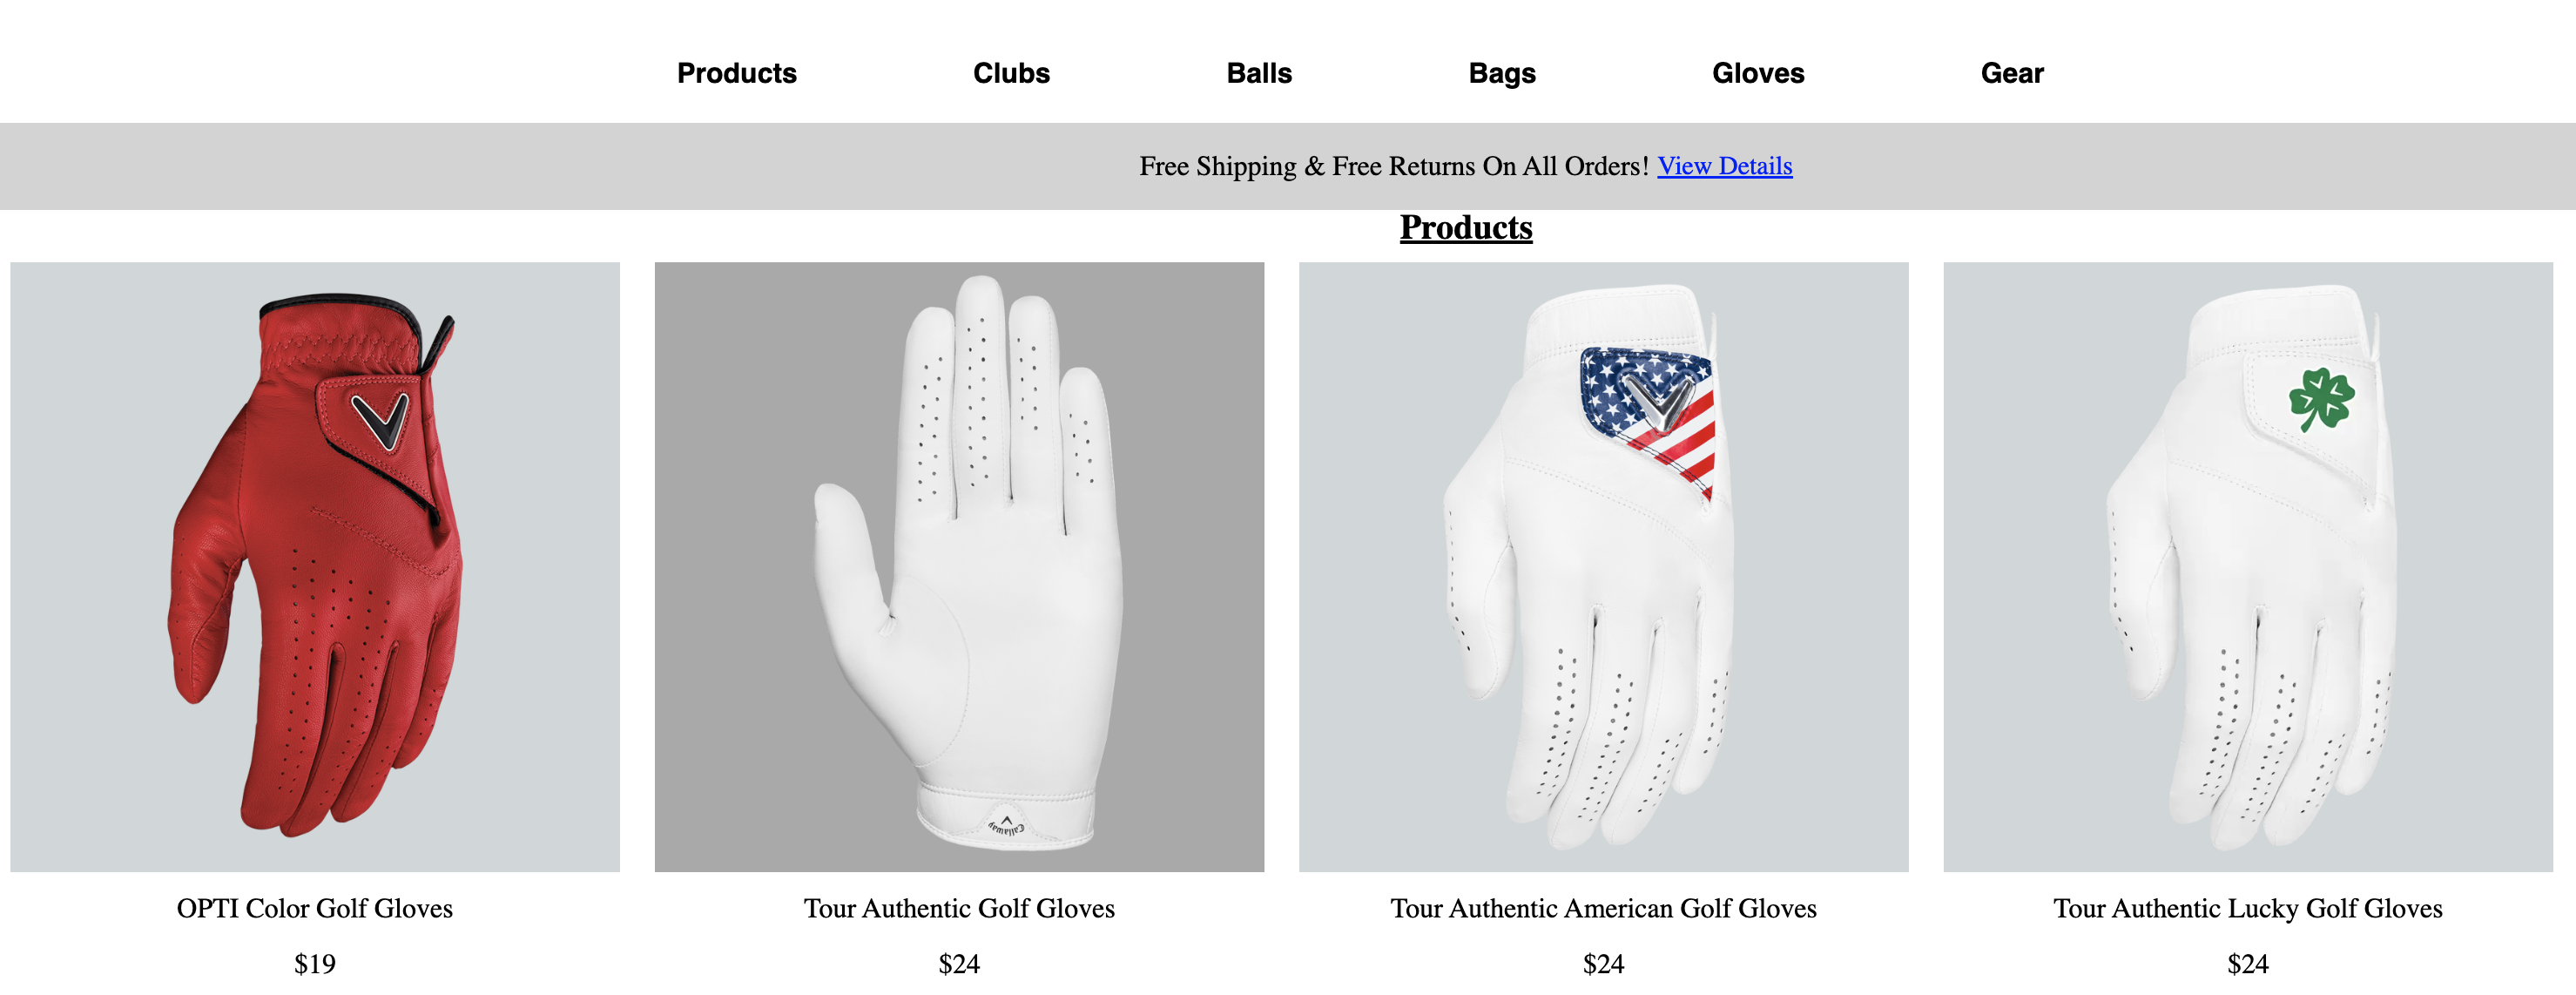 Products Clubs Balls Bags Gloves Gear
Free Shipping & Free Returns On All Orders! View Details
Products
Callaway
OPTI Color Golf Gloves
$19
Tour Authentic Golf Gloves
$24
Tour Authentic American Golf Gloves
$24
Tour Authentic Lucky Golf Gloves
$24